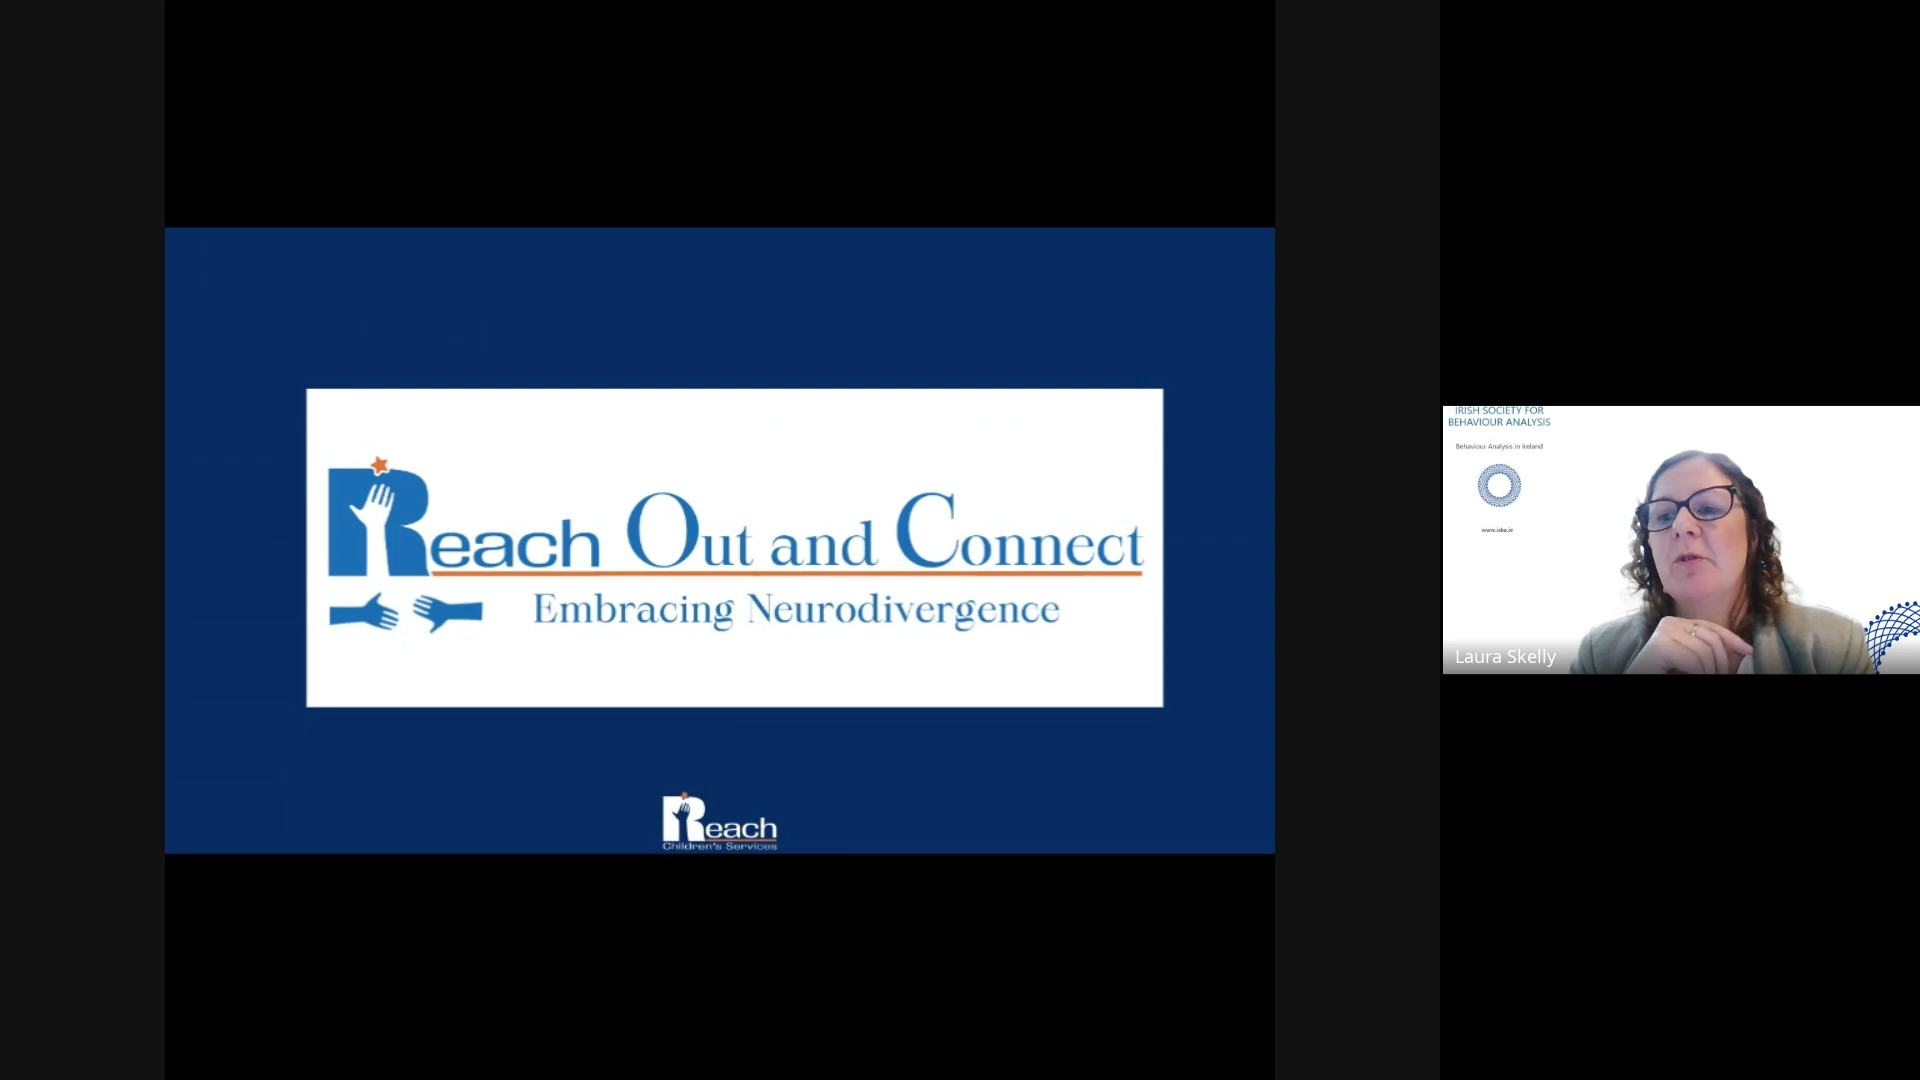 Reach Out and Connect
Embracing Neurodivergence
Reach
Children's Services
IRISH SOCIETY FOR
BEHAVIOUR ANALYSIS
Behaviour Analysis in Ireland
www.isba.ie
Laura Skelly